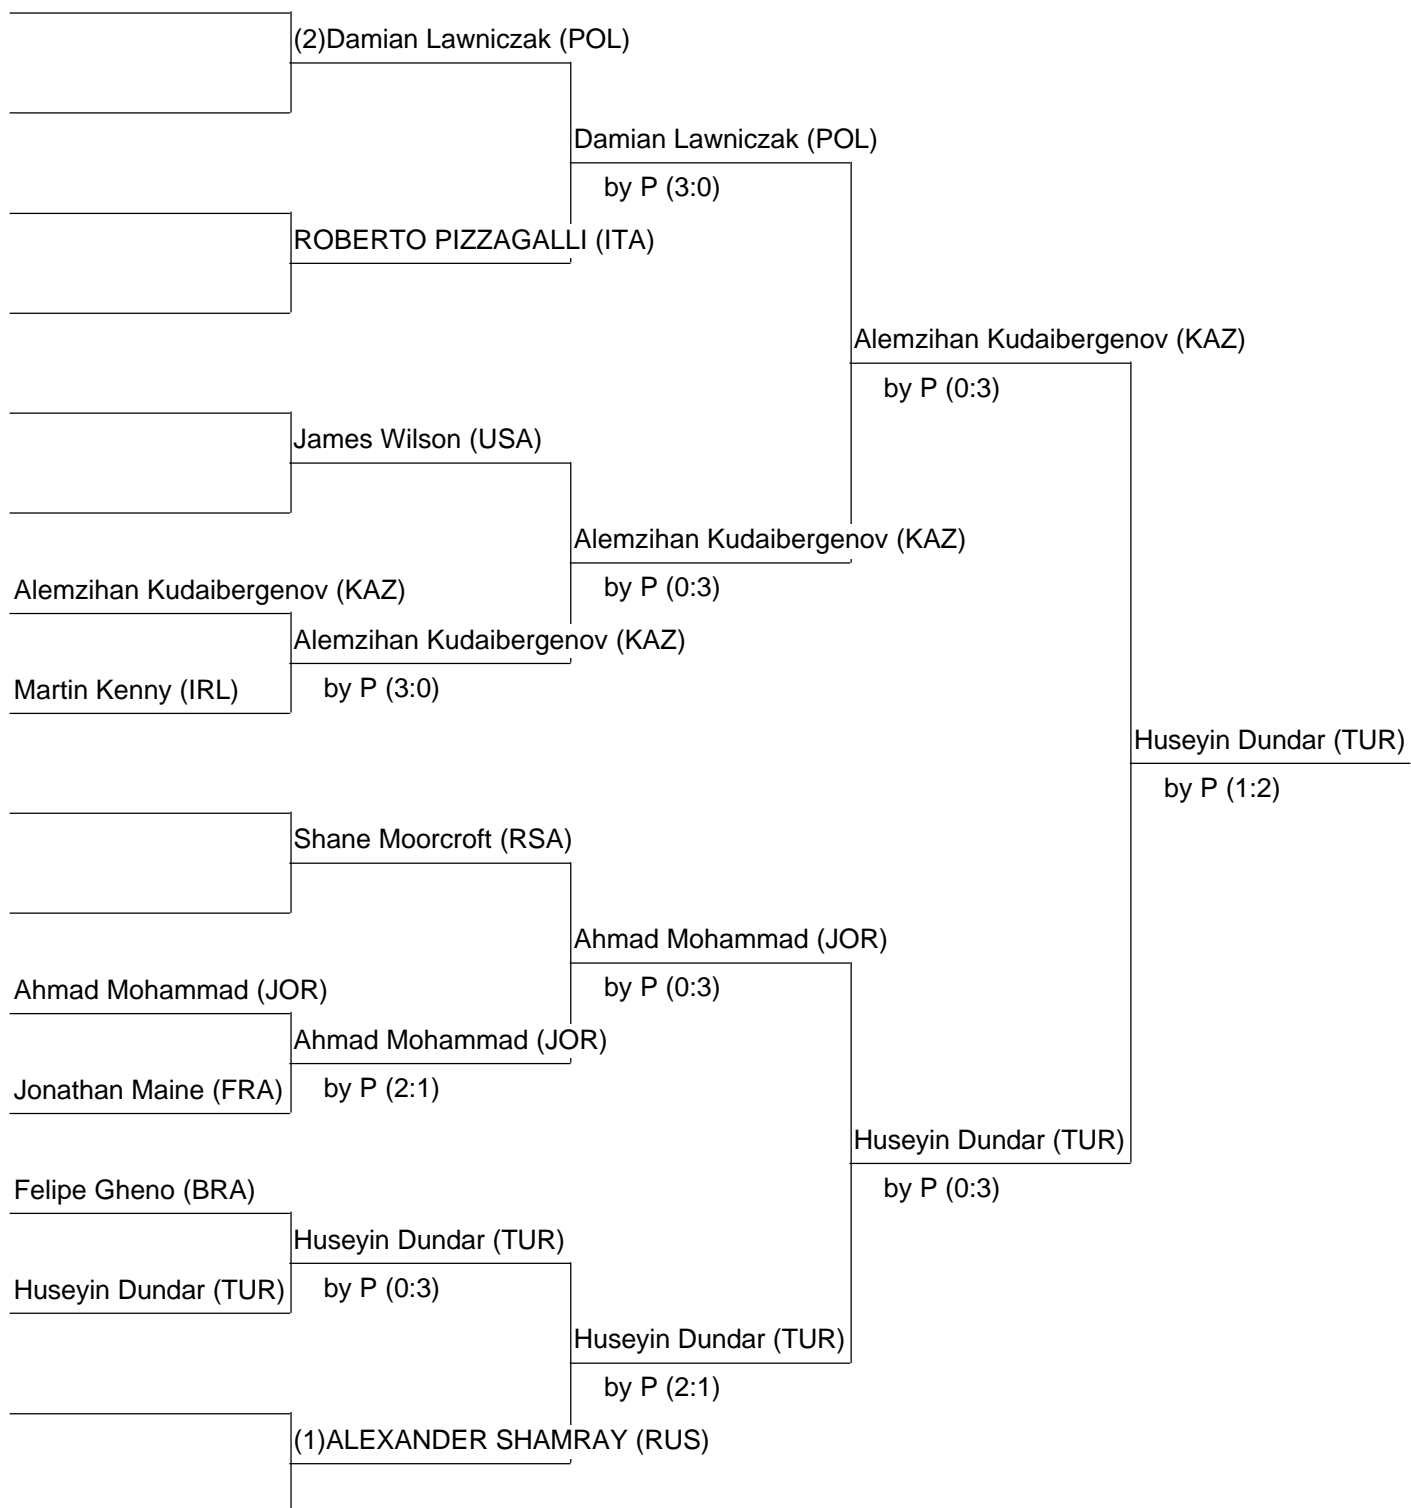 (2)Damian Lawniczak (POL)
Damian Lawniczak (POL)
by P (3:0)
ROBERTO PIZZAGALLI (ITA)
Alemzihan Kudaibergenov (KAZ)
by P (0:3)
James Wilson (USA)
Alemzihan Kudaibergenov (KAZ)
by P (0:3)
Alemzihan Kudaibergenov (KAZ)
Alemzihan Kudaibergenov (KAZ)
by P (3:0)
Martin Kenny (IRL)
Huseyin Dundar (TUR)
by P (1:2)
Shane Moorcroft (RSA)
Ahmad Mohammad (JOR)
by P (0:3)
Ahmad Mohammad (JOR)
Ahmad Mohammad (JOR)
by P (2:1)
Jonathan Maine (FRA)
Huseyin Dundar (TUR)
by P (0:3)
Felipe Gheno (BRA)
Huseyin Dundar (TUR)
by P (0:3)
Huseyin Dundar (TUR)
Huseyin Dundar (TUR)
by P (2:1)
(1)ALEXANDER SHAMRAY (RUS)